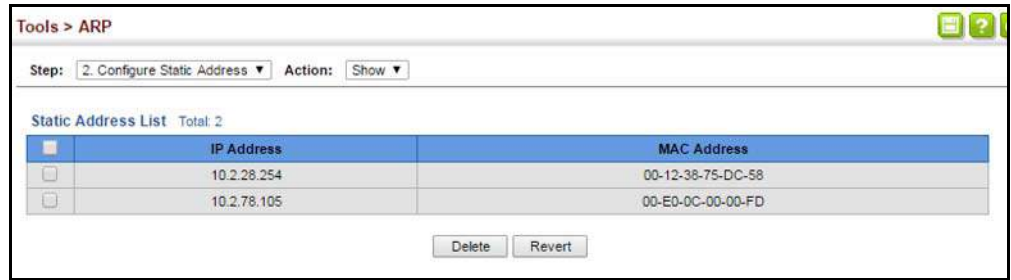 Tools > ARP
?
Step: 2. Configure Static Address ▼ Action: Show ▼
Static Address List Total: 2
IP Address MAC Address
10.2.28.254 00-12-38-75-DC-58
10.2.78.105 00-E0-0C-00-00-FD
Delete Revert